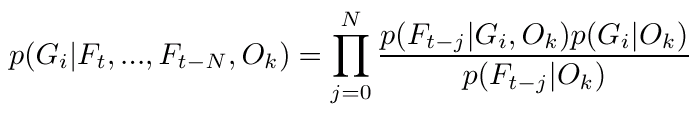 p(G_i|F_t, ..., F_{t−N}, O_k) = \prod_{j=0}^{N} \frac{p(F_{t−j}|G_i, O_k)p(G_i|O_k)}{p(F_{t−j}|O_k)}